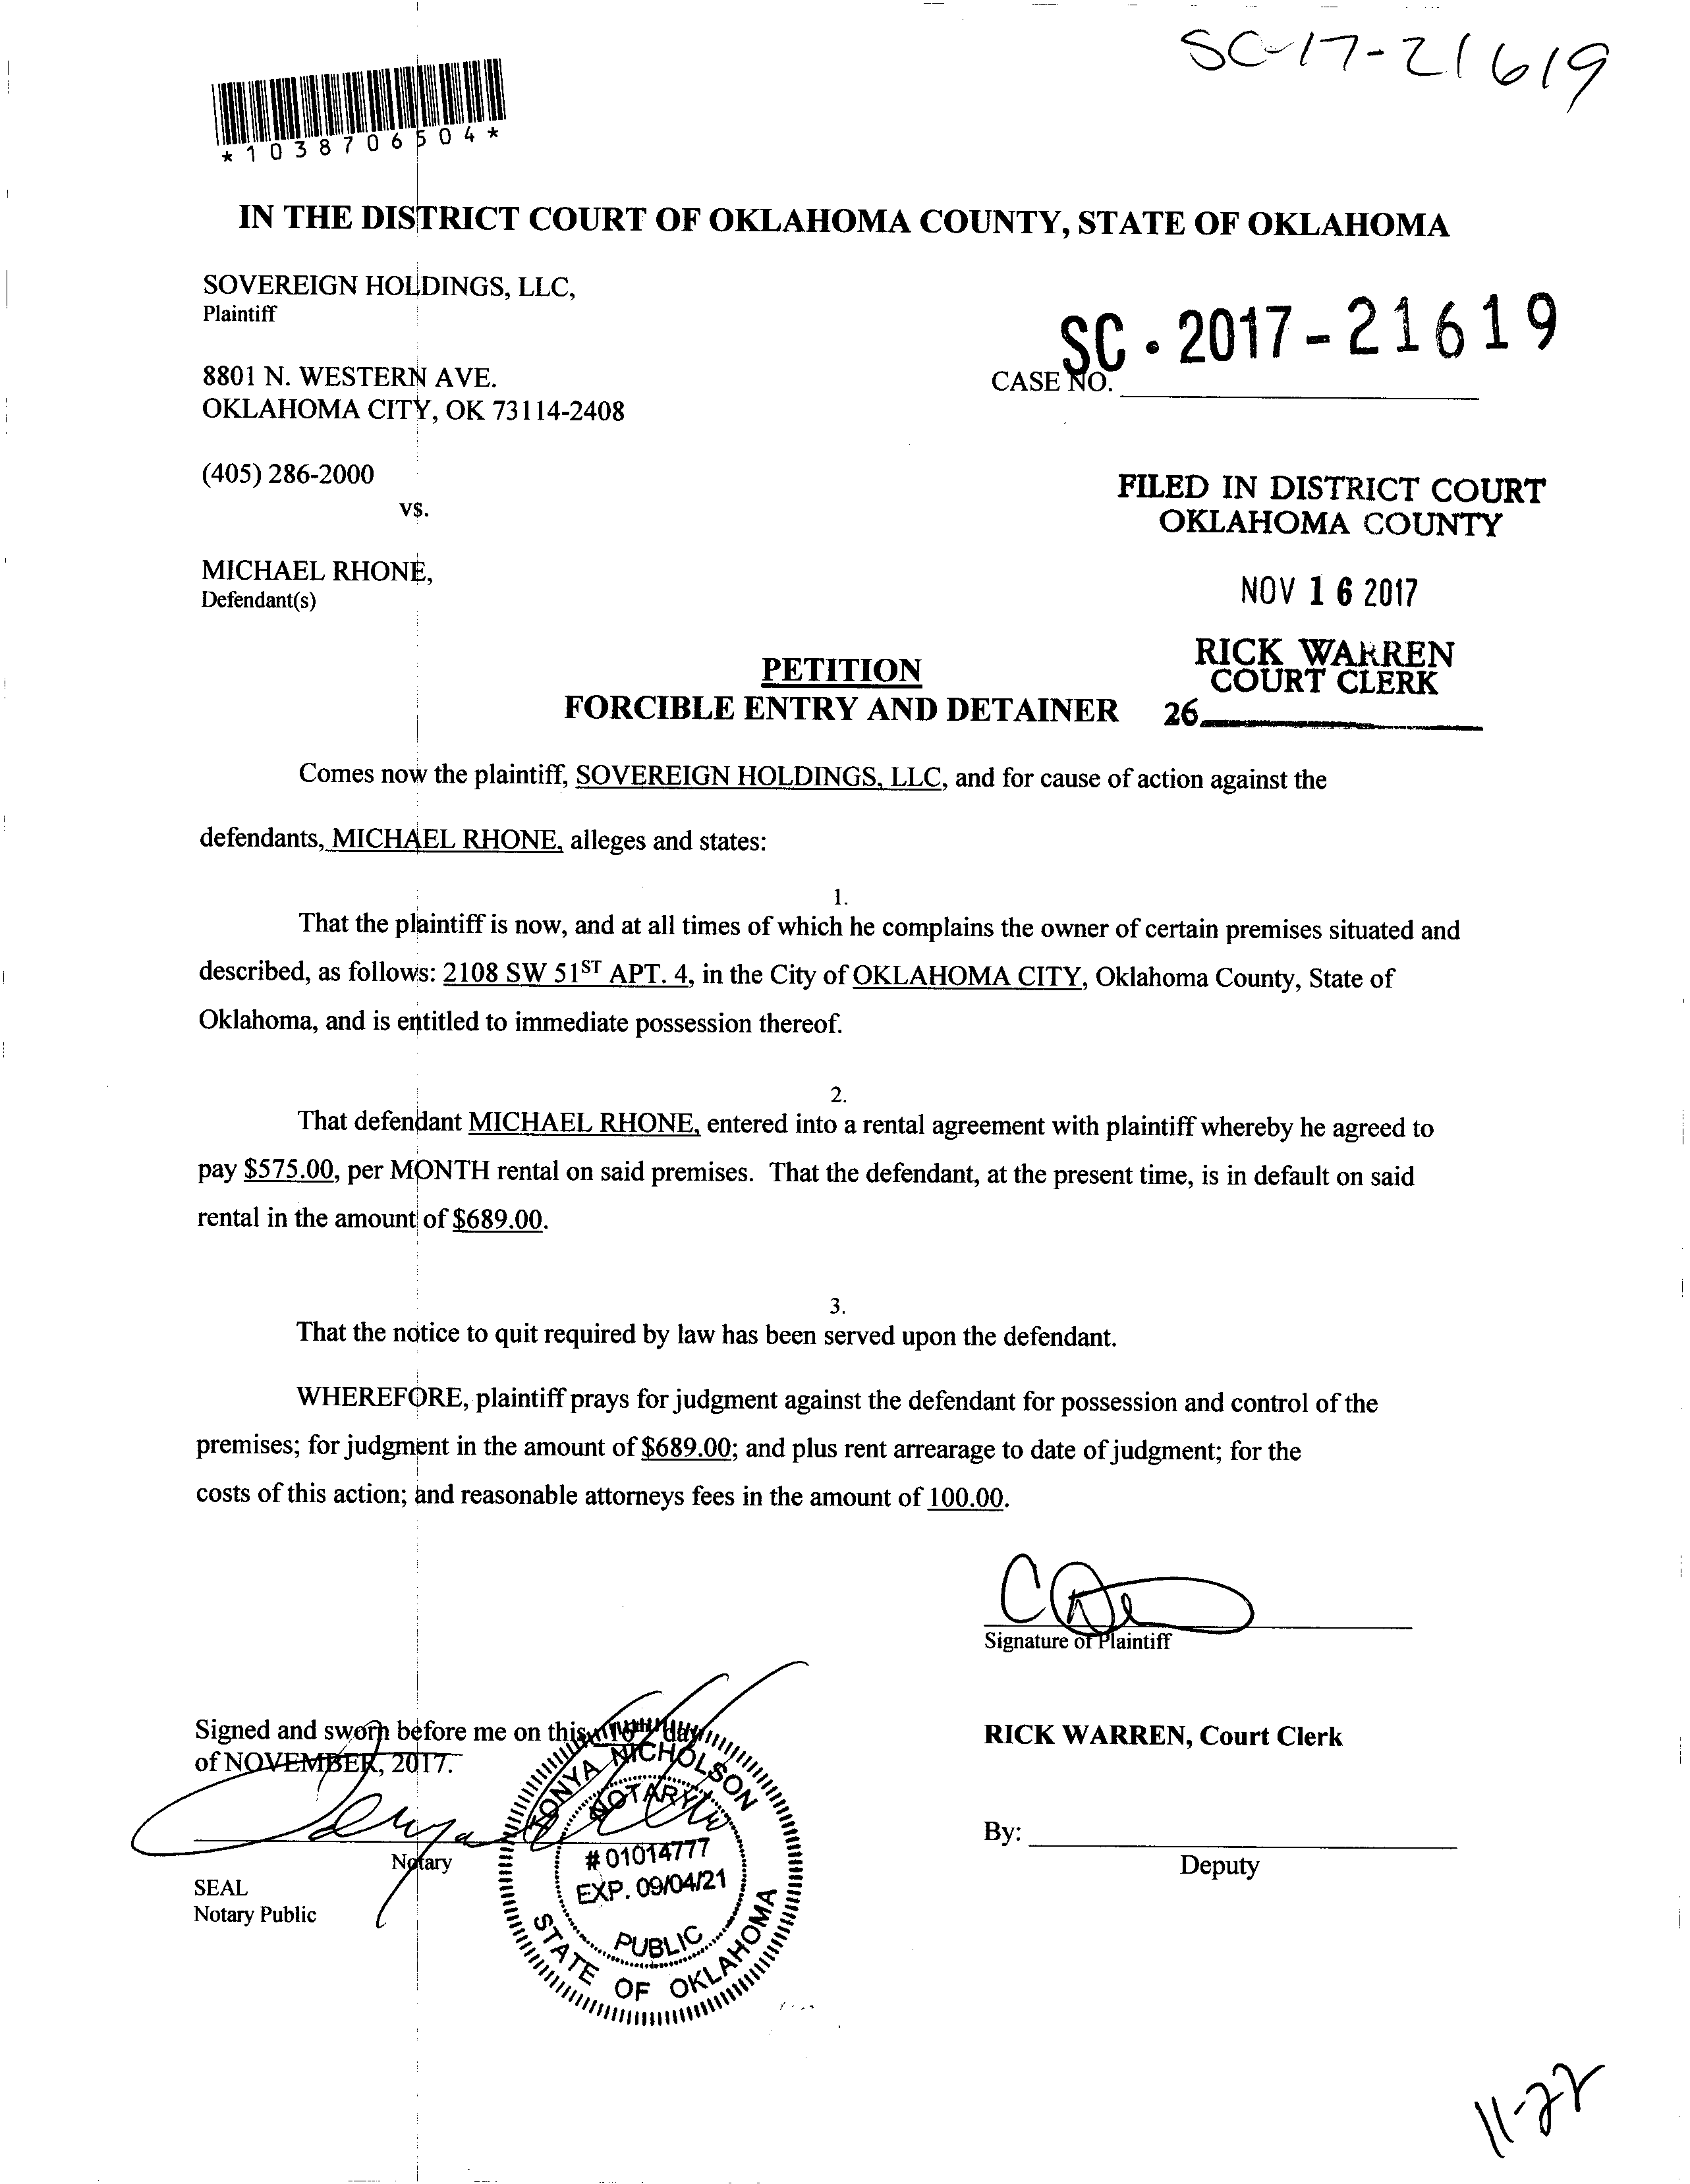 SC-17-21619
*1038706504*
IN THE DISTRICT COURT OF OKLAHOMA COUNTY, STATE OF OKLAHOMA
SOVEREIGN HOLDINGS, LLC,
Plaintiff
8801 N. WESTERN AVE.
OKLAHOMA CITY, OK 73114-2408
SC - 2017-21619
CASE NO.
(405) 286-2000
vs.
FILED IN DISTRICT COURT
OKLAHOMA COUNTY
MICHAEL RHONE,
Defendant(s)
NOV 16 2017
RICK WARREN
COURT CLERK
26
PETITION
FORCIBLE ENTRY AND DETAINER
Comes now the plaintiff, SOVEREIGN HOLDINGS, LLC, and for cause of action against the
defendants, MICHAEL RHONE, alleges and states:
1.
That the plaintiff is now, and at all times of which he complains the owner of certain premises situated and
described, as follows: 2108 SW 51ST APT. 4, in the City of OKLAHOMA CITY, Oklahoma County, State of
Oklahoma, and is entitled to immediate possession thereof.
2.
That defendant MICHAEL RHONE, entered into a rental agreement with plaintiff whereby he agreed to
pay $575.00, per MONTH rental on said premises. That the defendant, at the present time, is in default on said
rental in the amount of $689.00.
3.
That the notice to quit required by law has been served upon the defendant.
WHEREFORE, plaintiff prays for judgment against the defendant for possession and control of the
premises; for judgment in the amount of $689.00; and plus rent arrearage to date of judgment; for the
costs of this action; and reasonable attorneys fees in the amount of 100.00.
Signature of Plaintiff
Signed and sworn before me on this 16th day
of NOVEMBER, 2017.
Notary
SEAL
Notary Public
TONYA NICHOLSON
NOTARY
# 01014777
EXP. 09/04/21
PUBLIC
STATE OF OKLAHOMA
RICK WARREN, Court Clerk
By:
Deputy
11-22